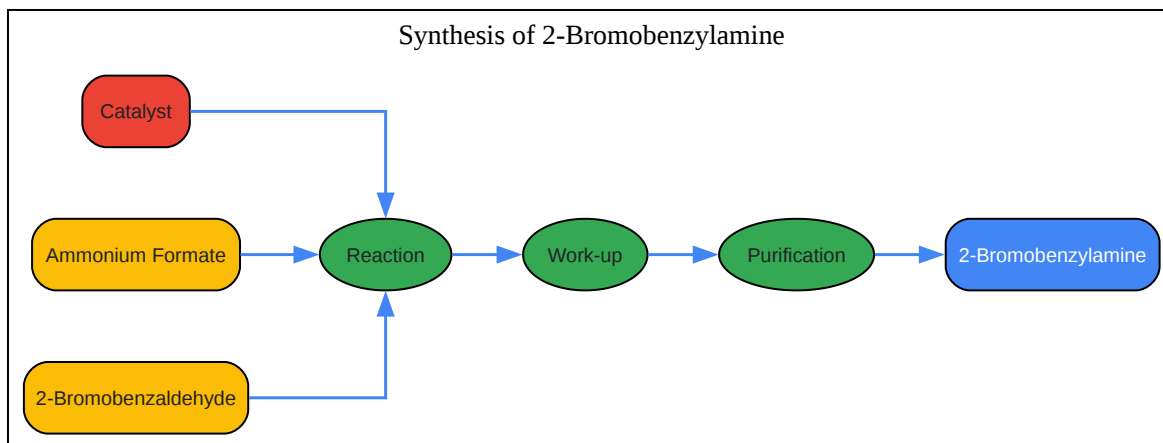 Synthesis of 2-Bromobenzylamine
Catalyst
Ammonium Formate
Reaction
Work-up
Purification
2-Bromobenzylamine
2-Bromobenzaldehyde